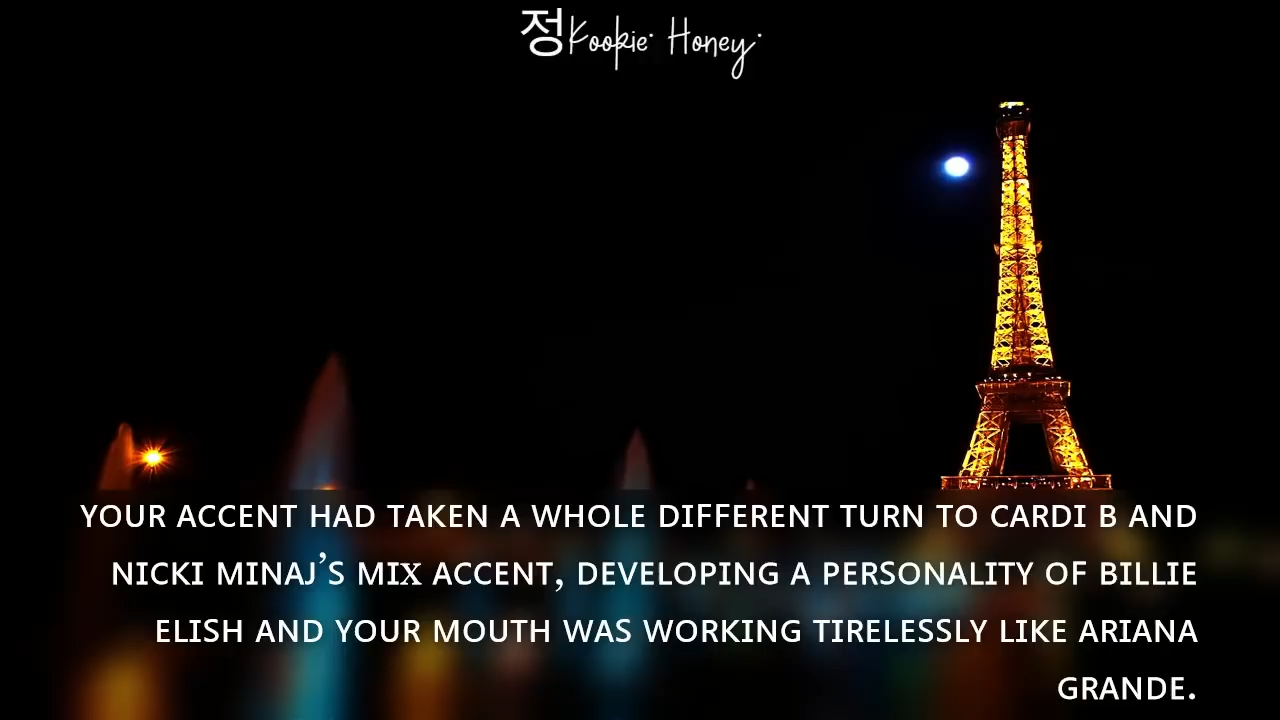 정Kookie Honey
YOUR ACCENT HAD TAKEN A WHOLE DIFFERENT TURN TO CARDI B AND
NICKI MINAJ'S MIX ACCENT, DEVELOPING A PERSONALITY OF BILLIE
ELISH AND YOUR MOUTH WAS WORKING TIRELESSLY LIKE ARIANA
GRANDE.